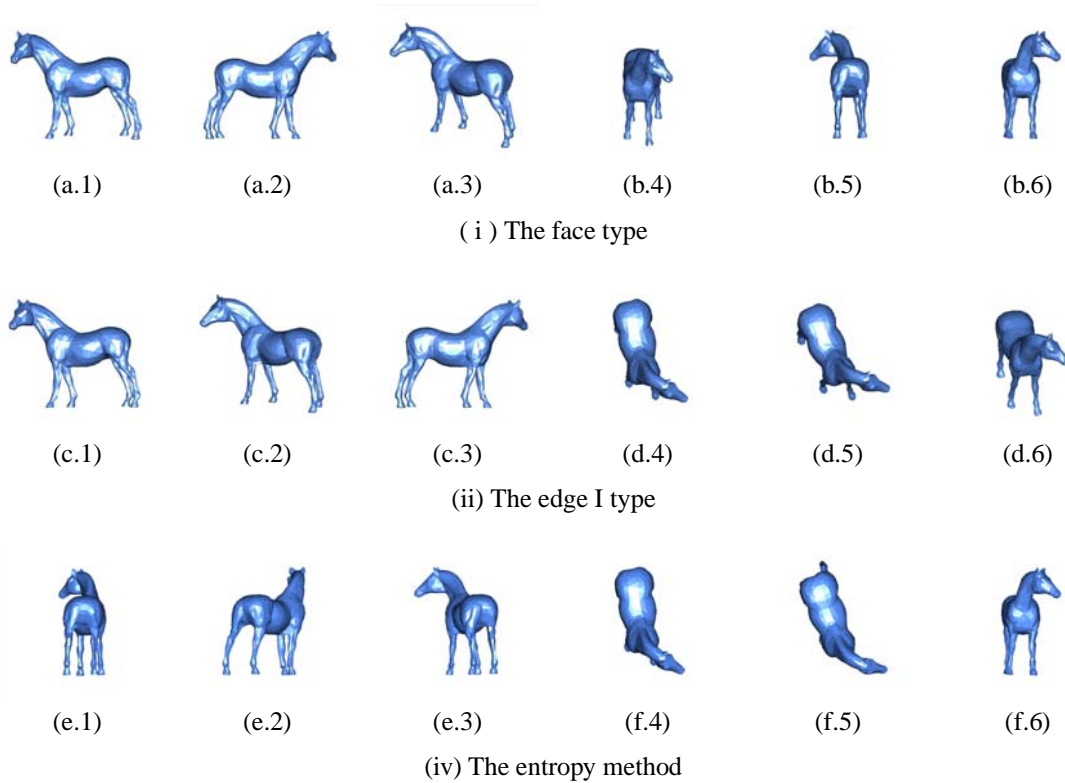 (a.1) (a.2) (a.3) (b.4) (b.5) (b.6)
( i ) The face type
(c.1) (c.2) (c.3) (d.4) (d.5) (d.6)
(ii) The edge I type
(e.1) (e.2) (e.3) (f.4) (f.5) (f.6)
(iv) The entropy method